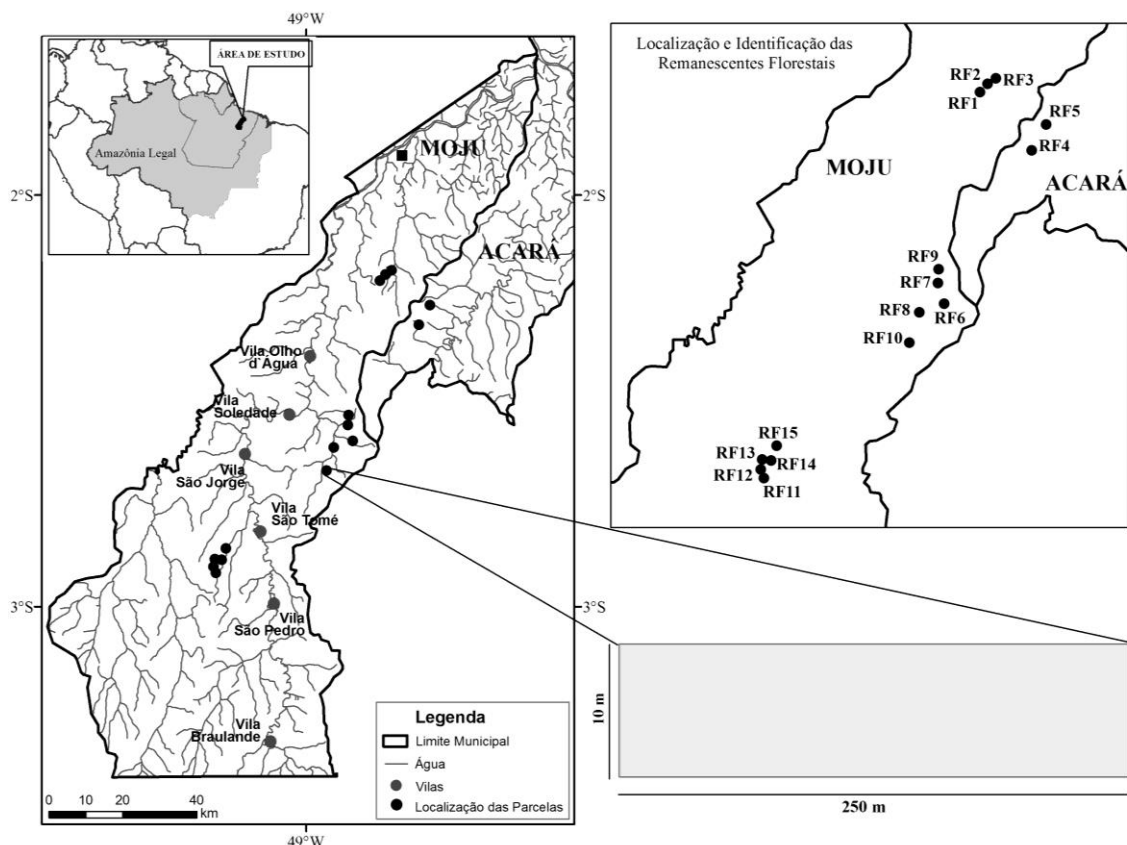 49°W
ÁREA DE ESTUDO
Amazônia Legal
MOJU
2°S
ACARÁ
Vila Olho
d`Água
Vila
Soledade
Vila
São Jorge
Vila
São Tomé
3°S
Vila
São Pedro
Vila
Braulande
0 10 20 40
km
49°W
Legenda
Limite Municipal
Água
Vilas
Localização das Parcelas
Localização e Identificação das
Remanescentes Florestais
RF2
RF3
RF1
RF5
RF4
MOJU
ACARÁ
RF9
RF7
RF8
RF6
RF10
RF15
RF13
RF14
RF12
RF11
3°S
10 m
250 m